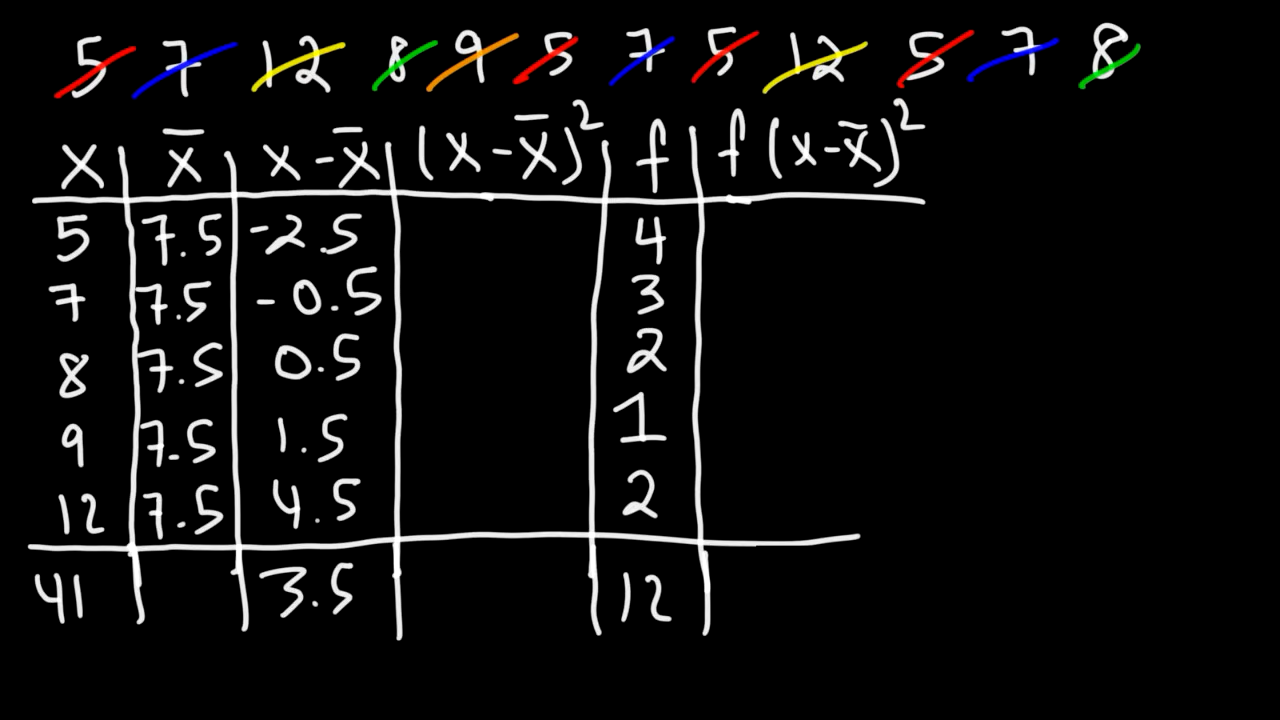 5 7 12 8 9 5 7 5 12 5 7 8
x x̅ x-x̅ (x-x̅)² f f(x-x̅)²
5 7.5 -2.5 4
7 7.5 -0.5 3
8 7.5 0.5 2
9 7.5 1.5 1
12 7.5 4.5 2
41 3.5 12